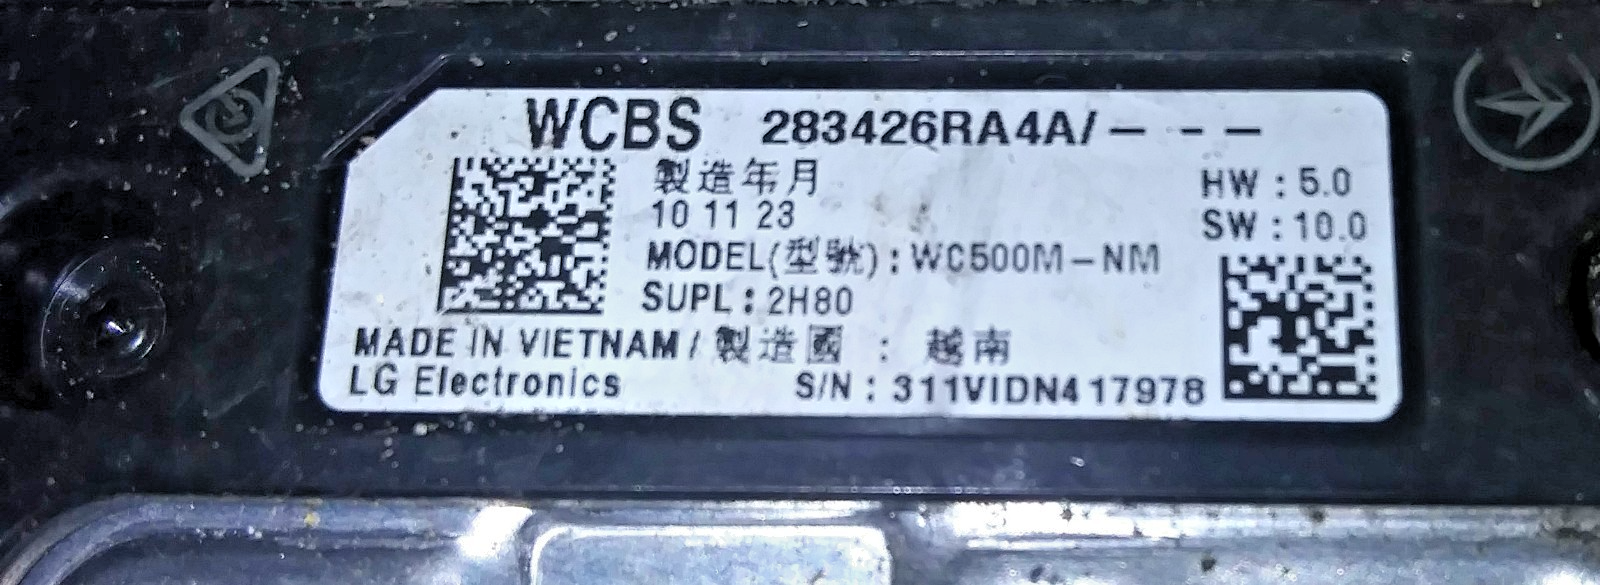 WCBS 283426RA4A/- - - -
製造年月
10 11 23
HW : 5.0
SW : 10.0
MODEL(型號) : WC500M-NM
SUPL : 2H80
MADE IN VIETNAM / 製造國 : 越南
LG Electronics S/N : 311VIDN417978